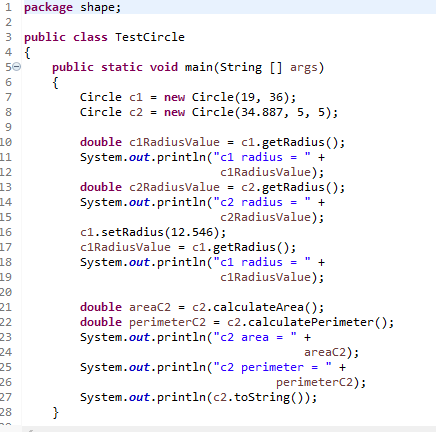 1 package shape;
2
3 public class TestCircle
4 {
5 public static void main(String [] args)
6 {
7 Circle c1 = new Circle(19, 36);
8 Circle c2 = new Circle(34.887, 5, 5);
9
10 double c1RadiusValue = c1.getRadius();
11 System.out.println("c1 radius = " +
12 c1RadiusValue);
13 double c2RadiusValue = c2.getRadius();
14 System.out.println("c2 radius = " +
15 c2RadiusValue);
16 c1.setRadius(12.546);
17 c1RadiusValue = c1.getRadius();
18 System.out.println("c1 radius = " +
19 c1RadiusValue);
20
21 double areaC2 = c2.calculateArea();
22 double perimeterC2 = c2.calculatePerimeter();
23 System.out.println("c2 area = " +
24 areaC2);
25 System.out.println("c2 perimeter = " +
26 perimeterC2);
27 System.out.println(c2.toString());
28 }